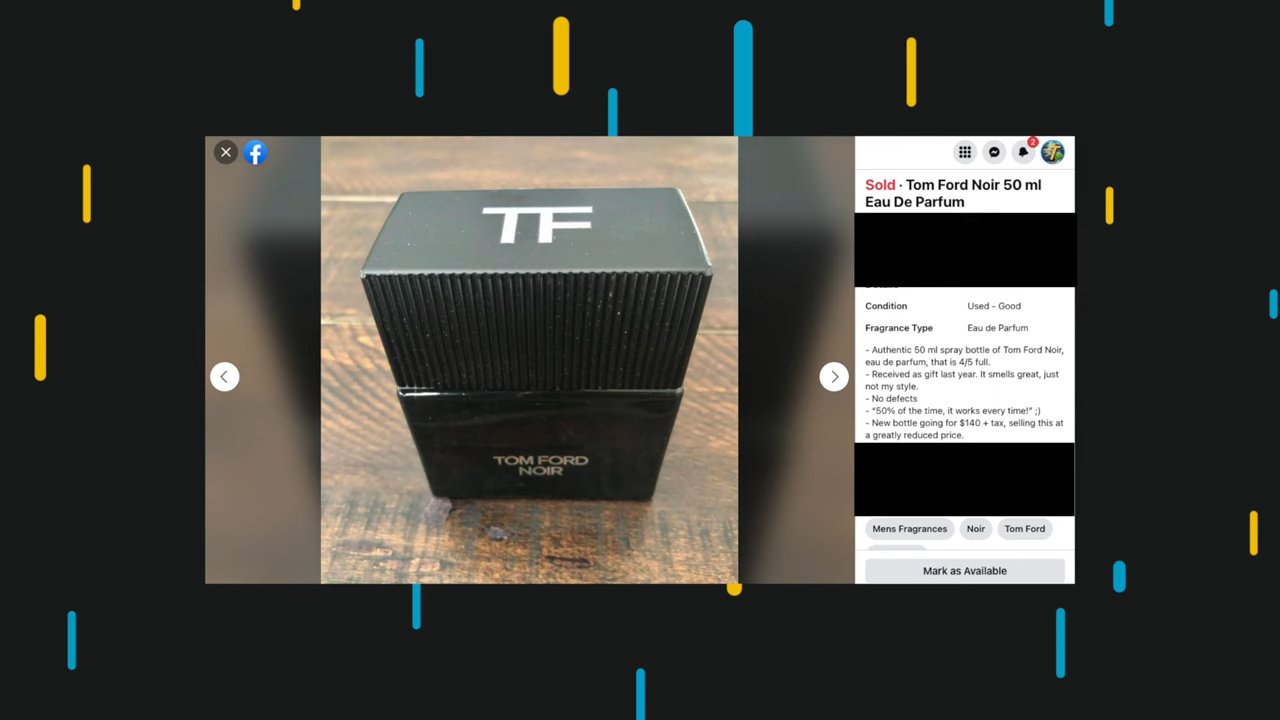 TF
TOM FORD
NOIR
2
Sold · Tom Ford Noir 50 ml
Eau De Parfum
Condition Used - Good
Fragrance Type Eau de Parfum
- Authentic 50 ml spray bottle of Tom Ford Noir,
eau de parfum, that is 4/5 full.
- Received as gift last year. It smells great, just
not my style.
- No defects
- “50% of the time, it works every time!” ;)
- New bottle going for $140 + tax, selling this at
a greatly reduced price.
Mens Fragrances Noir Tom Ford
Mark as Available